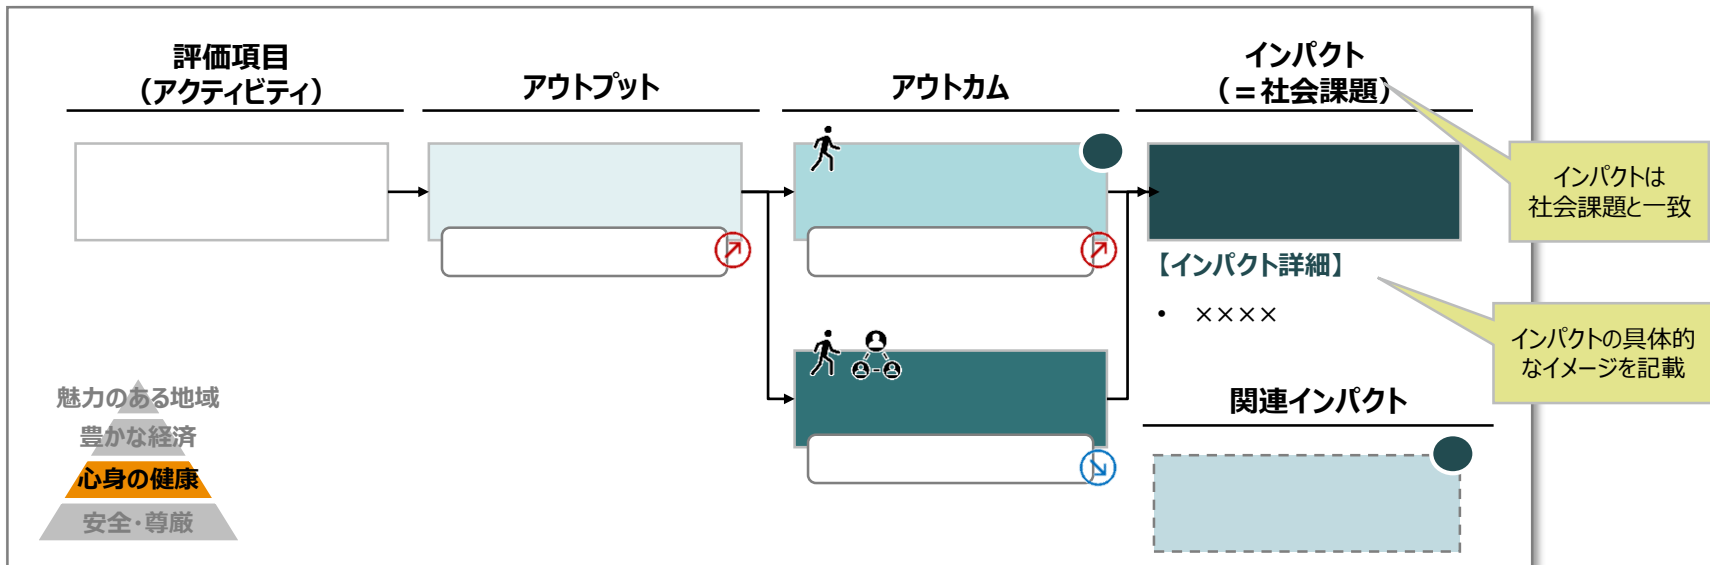 評価項目
（アクティビティ）
アウトプット
アウトカム
インパクト
（＝社会課題）
インパクトは
社会課題と一致
【インパクト詳細】
• ××××
インパクトの具体的
なイメージを記載
関連インパクト
魅力のある地域
豊かな経済
心身の健康
安全・尊厳